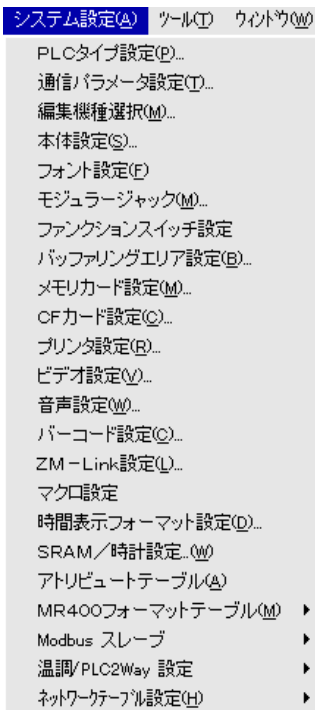 システム設定(A) ツール(T) ウィンドウ(W)
PLCタイプ設定(P)...
通信パラメータ設定(T)...
編集機種選択(M)...
本体設定(S)...
フォント設定(F)
モジュラージャック(M)...
ファンクションスイッチ設定
バッファリングエリア設定(B)...
メモリカード設定(M)...
CFカード設定(C)...
プリンタ設定(R)...
ビデオ設定(V)...
音声設定(W)...
バーコード設定(C)...
ZM－Link設定(L)...
マクロ設定
時間表示フォーマット設定(D)...
SRAM／時計設定...(W)
アトリビュートテーブル(A)
MR400フォーマットテーブル(M)
Modbus スレーブ
温調/PLC2Way 設定
ネットワークテーブル設定(H)